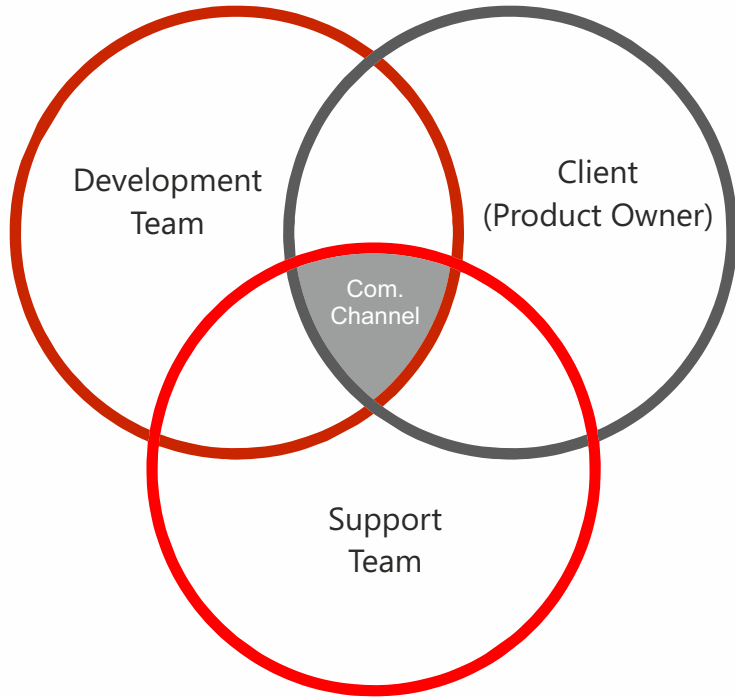 Development
Team
Client
(Product Owner)
Com.
Channel
Support
Team